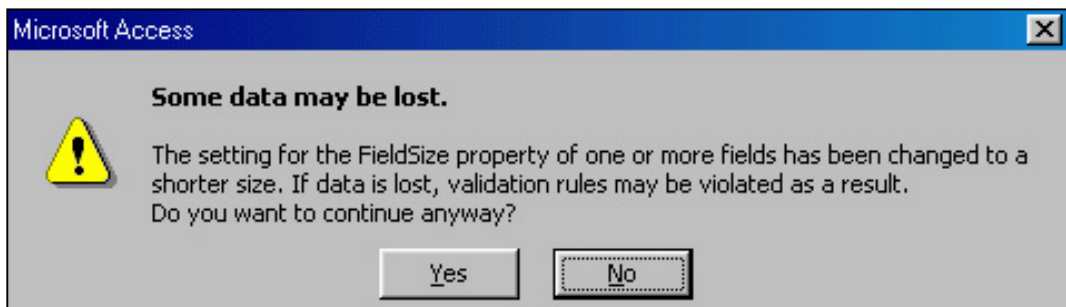 Microsoft Access
Some data may be lost.
The setting for the FieldSize property of one or more fields has been changed to a
shorter size. If data is lost, validation rules may be violated as a result.
Do you want to continue anyway?
Yes No